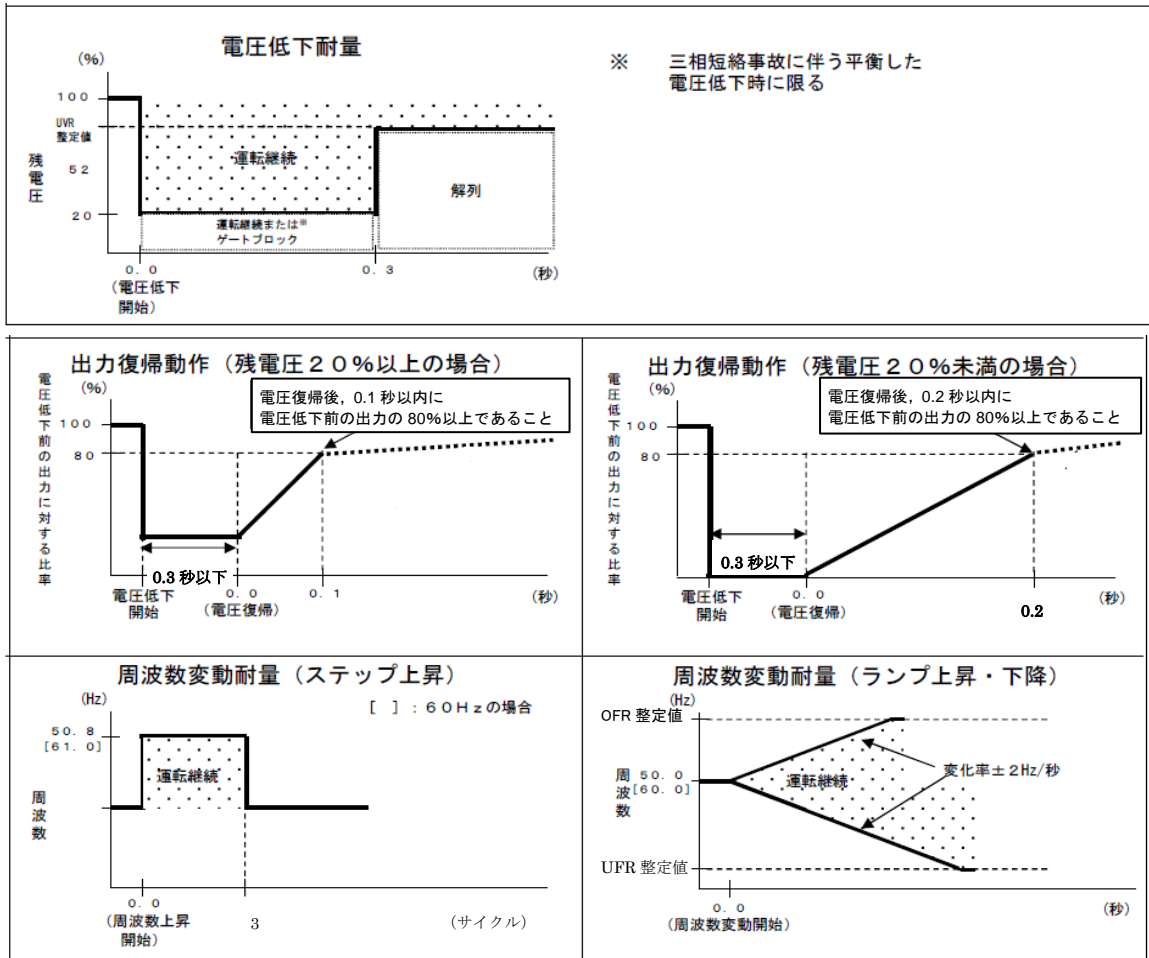 電圧低下耐量
(%)
100
UVR
整定値
残電圧
52
20
運転継続
運転継続または※
ゲートブロック
解列
0.0
(電圧低下
開始)
0.3
(秒)
※ 三相短絡事故に伴う平衡した
電圧低下時に限る
出力復帰動作(残電圧20%以上の場合)
電圧低下前の出力に対する比率
(%)
電圧復帰後,0.1 秒以内に
電圧低下前の出力の 80%以上であること
100
80
0.3 秒以下
電圧低下
開始
0.0
(電圧復帰)
0.1
(秒)
出力復帰動作(残電圧20%未満の場合)
電圧低下前の出力に対する比率
(%)
電圧復帰後,0.2 秒以内に
電圧低下前の出力の 80%以上であること
100
80
0.3 秒以下
電圧低下
開始
0.0
(電圧復帰)
0.2
(秒)
周波数変動耐量(ステップ上昇)
(Hz)
[ ]:60Hzの場合
50.8
[61.0]
運転継続
周波数
0.0
(周波数上昇
開始)
3
(サイクル)
周波数変動耐量(ランプ上昇・下降)
(Hz)
OFR 整定値
周波数
50.0
[60.0]
運転継続
変化率±2Hz/秒
UFR 整定値
0.0
(周波数変動開始)
(秒)